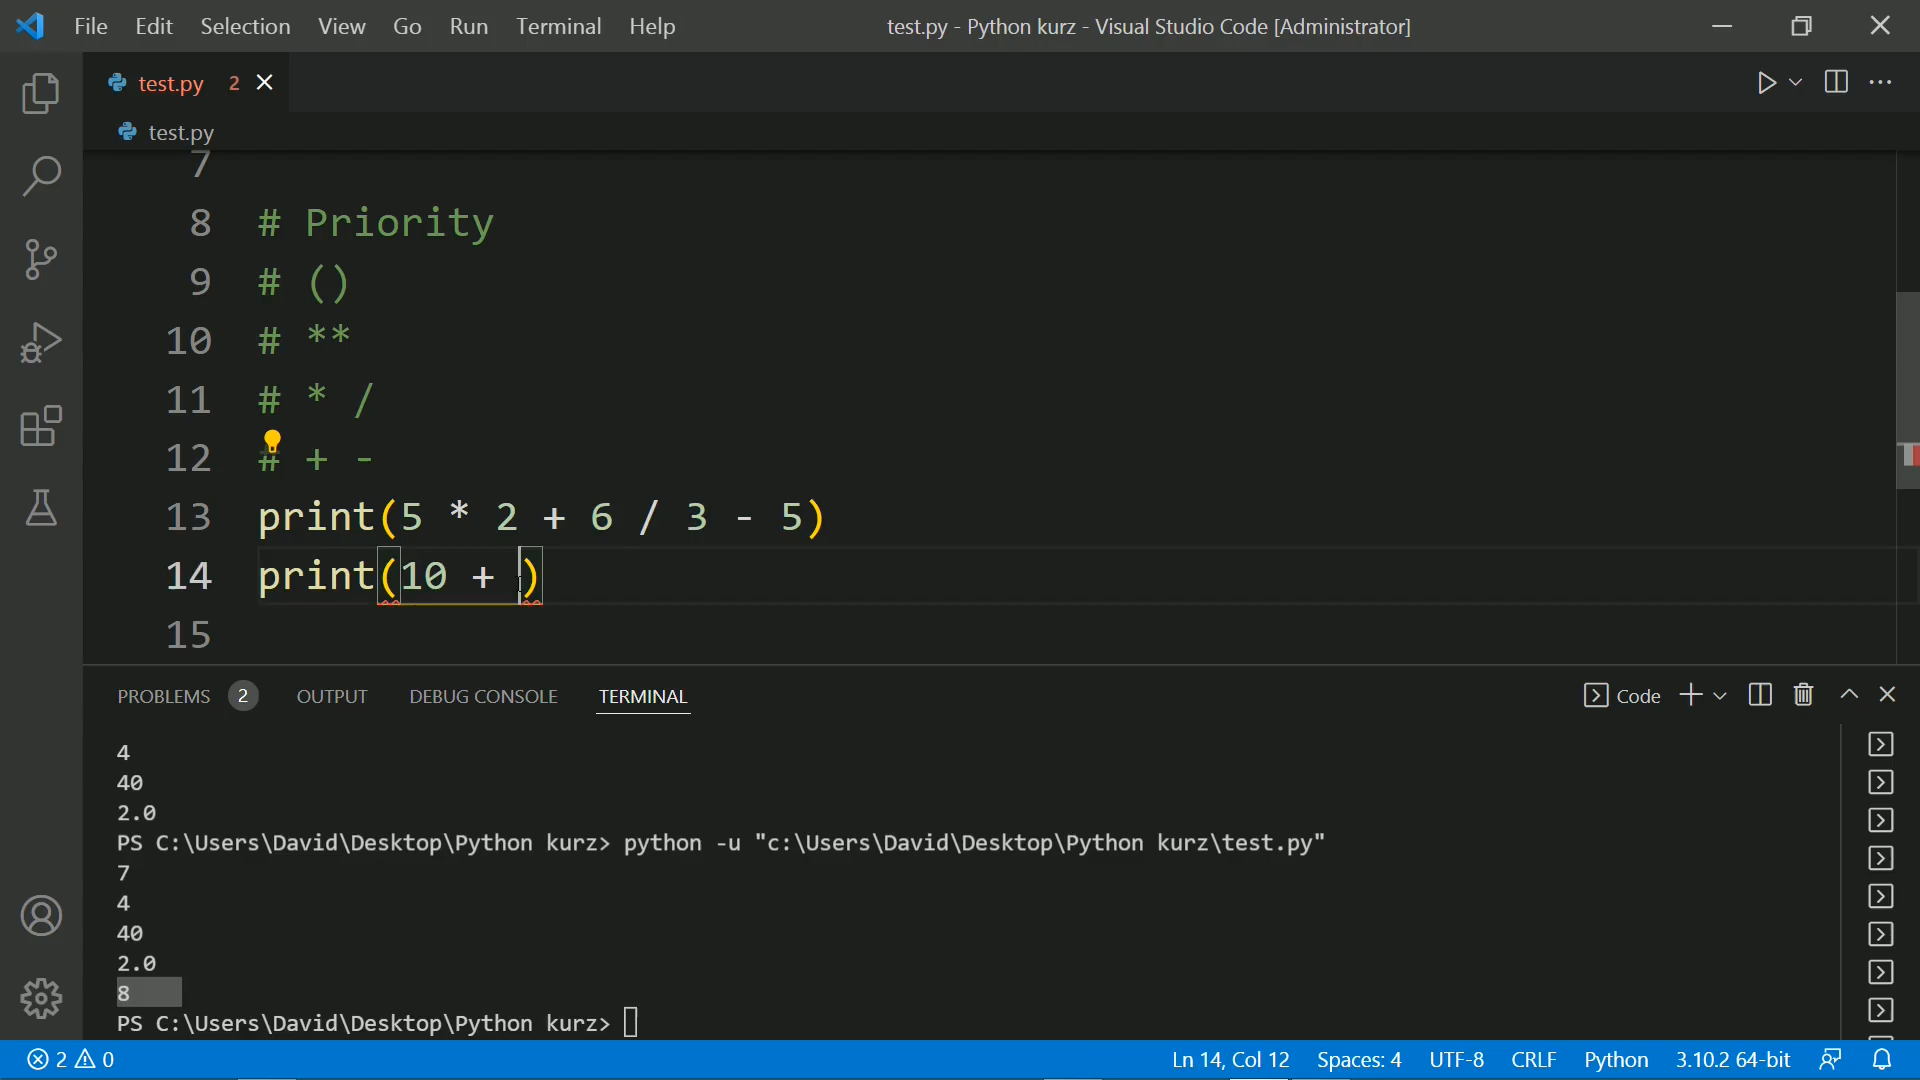 File Edit Selection View Go Run Terminal Help test.py - Python kurz - Visual Studio Code [Administrator]
test.py 2
test.py
7
8 # Priority
9 # ()
10 # **
11 # * /
12 # + -
13 print(5 * 2 + 6 / 3 - 5)
14 print(10 + )
15
PROBLEMS 2 OUTPUT DEBUG CONSOLE TERMINAL Code
4
40
2.0
PS C:\Users\David\Desktop\Python kurz> python -u "c:\Users\David\Desktop\Python kurz\test.py"
7
4
40
2.0
8
PS C:\Users\David\Desktop\Python kurz>
2 0 Ln 14, Col 12 Spaces: 4 UTF-8 CRLF Python 3.10.2 64-bit